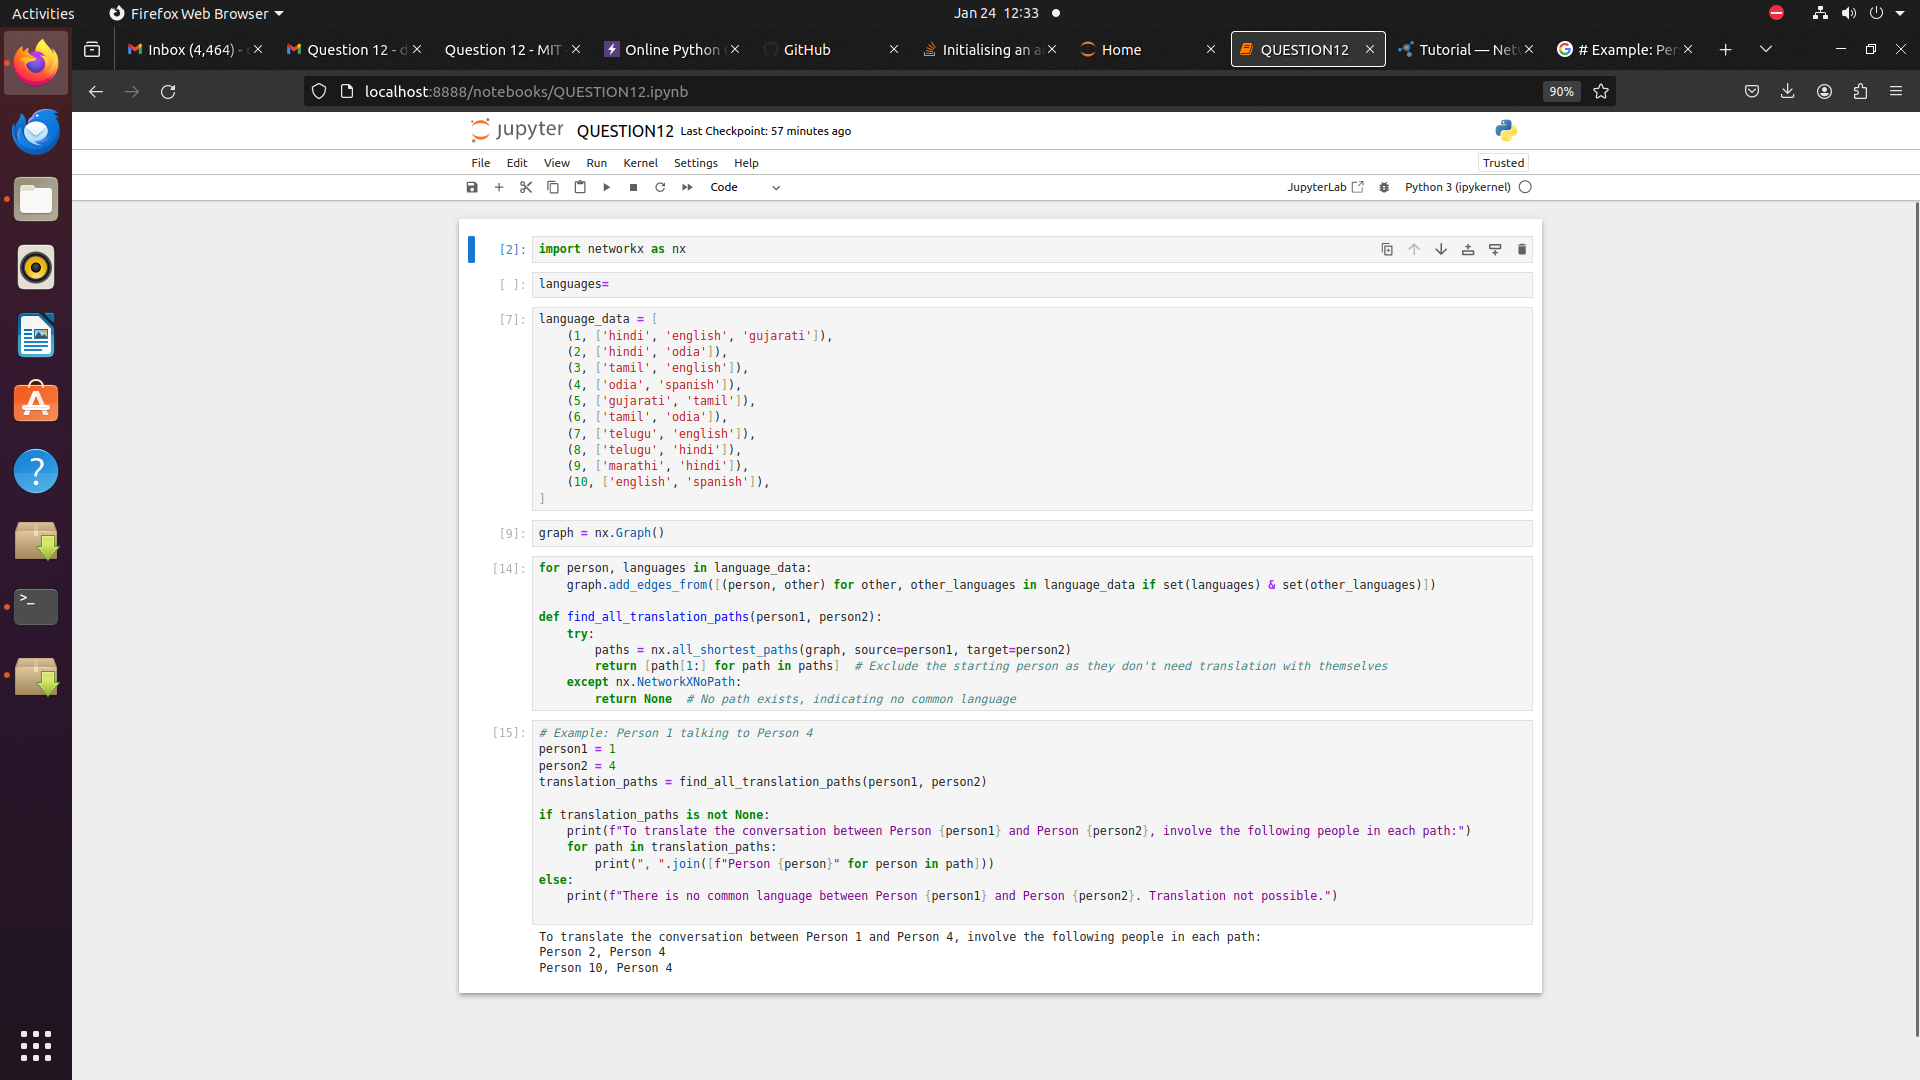 Activities
Firefox Web Browser
Jan 24 12:33
Inbox (4,464) -
Question 12 - d
Question 12 - MIT
Online Python
GitHub
Initialising an a
Home
QUESTION12
Tutorial — Net
# Example: Per
localhost:8888/notebooks/QUESTION12.ipynb
90%
jupyter QUESTION12 Last Checkpoint: 57 minutes ago
File Edit View Run Kernel Settings Help
Trusted
Code
JupyterLab
Python 3 (ipykernel)
[2]: import networkx as nx
[ ]: languages=
[7]: language_data = [
(1, ['hindi', 'english', 'gujarati']),
(2, ['hindi', 'odia']),
(3, ['tamil', 'english']),
(4, ['odia', 'spanish']),
(5, ['gujarati', 'tamil']),
(6, ['tamil', 'odia']),
(7, ['telugu', 'english']),
(8, ['telugu', 'hindi']),
(9, ['marathi', 'hindi']),
(10, ['english', 'spanish']),
]
[9]: graph = nx.Graph()
[14]: for person, languages in language_data:
graph.add_edges_from([(person, other) for other, other_languages in language_data if set(languages) & set(other_languages)])
def find_all_translation_paths(person1, person2):
try:
paths = nx.all_shortest_paths(graph, source=person1, target=person2)
return [path[1:] for path in paths]  # Exclude the starting person as they don't need translation with themselves
except nx.NetworkXNoPath:
return None  # No path exists, indicating no common language
[15]: # Example: Person 1 talking to Person 4
person1 = 1
person2 = 4
translation_paths = find_all_translation_paths(person1, person2)
if translation_paths is not None:
print(f"To translate the conversation between Person {person1} and Person {person2}, involve the following people in each path:")
for path in translation_paths:
print(", ".join([f"Person {person}" for person in path]))
else:
print(f"There is no common language between Person {person1} and Person {person2}. Translation not possible.")
To translate the conversation between Person 1 and Person 4, involve the following people in each path:
Person 2, Person 4
Person 10, Person 4